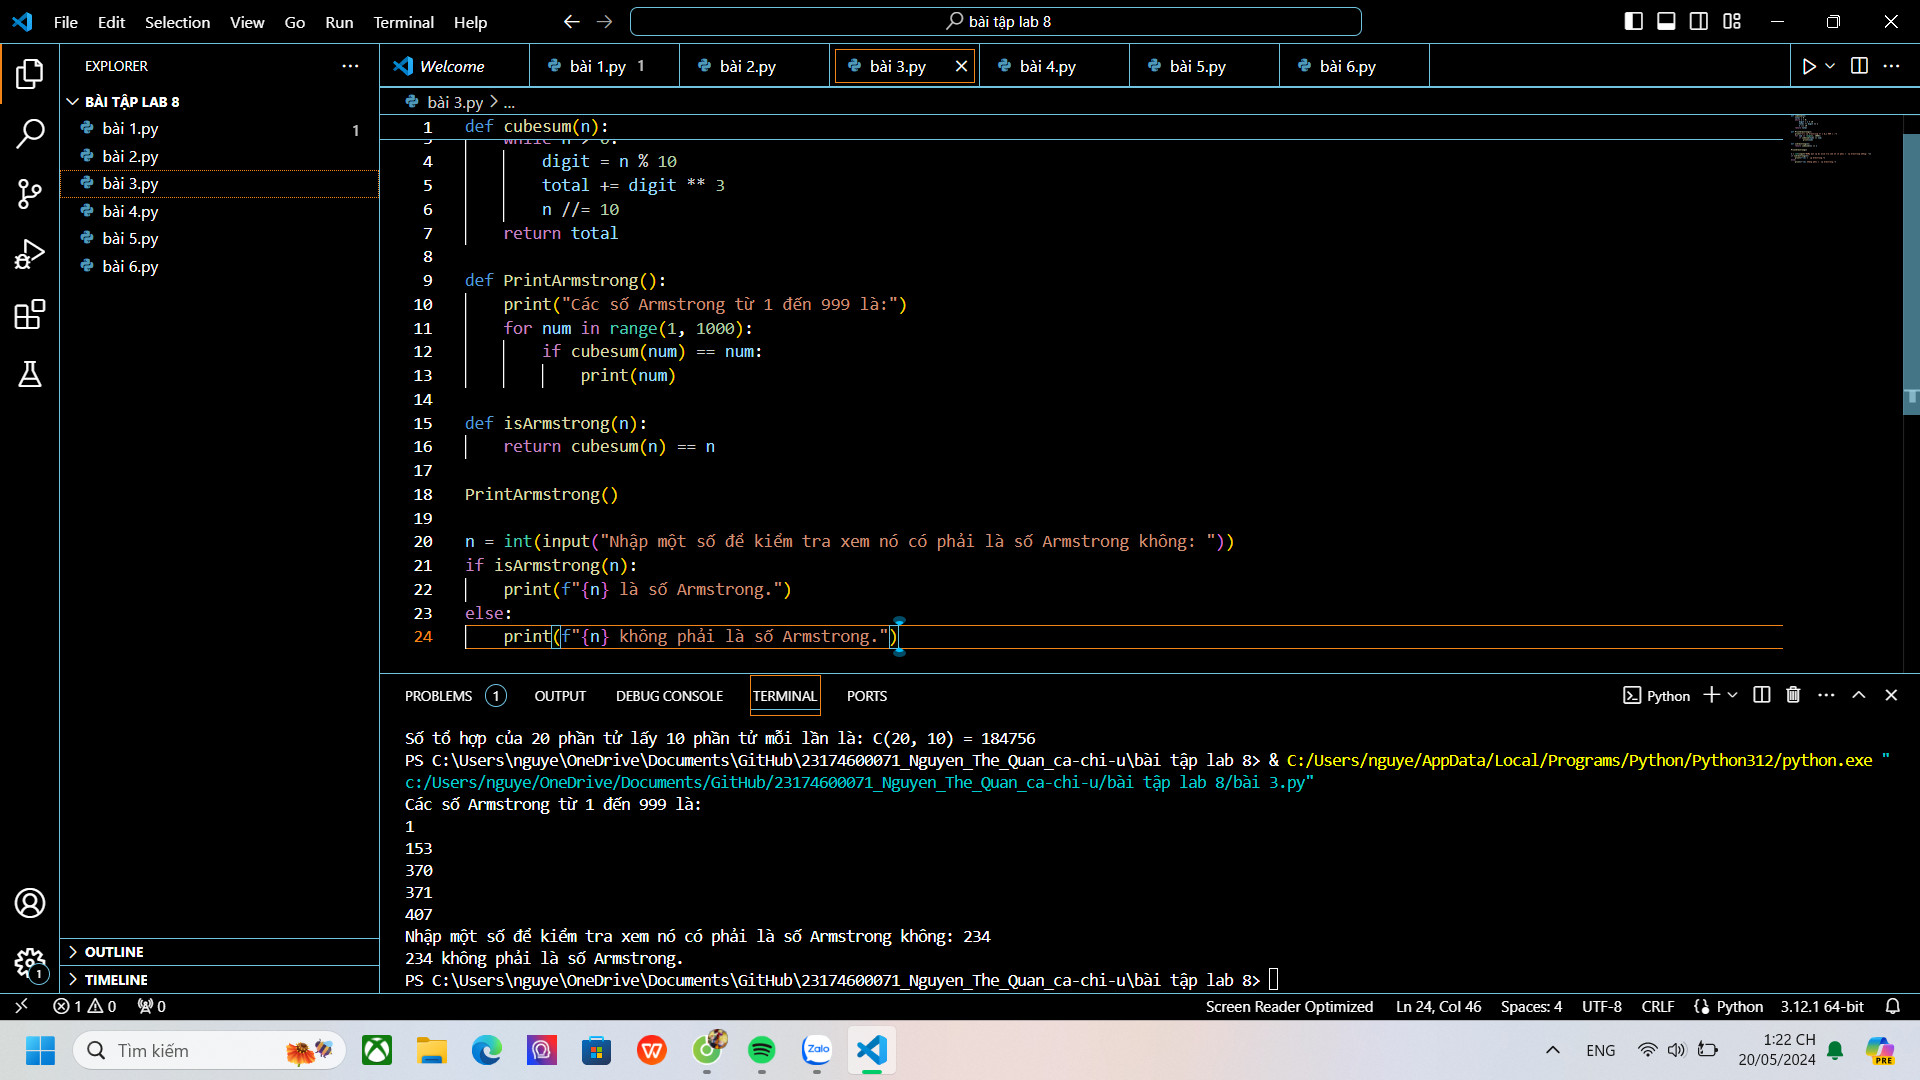 File Edit Selection View Go Run Terminal Help
bài tập lab 8
EXPLORER
BÀI TẬP LAB 8
bài 1.py 1
bài 2.py
bài 3.py
bài 4.py
bài 5.py
bài 6.py
OUTLINE
TIMELINE
1
Welcome bài 1.py 1 bài 2.py bài 3.py bài 4.py bài 5.py bài 6.py
bài 3.py > ...
1 def cubesum(n):
while n > 0:
4 digit = n % 10
5 total += digit ** 3
6 n //= 10
7 return total
8
9 def PrintArmstrong():
10 print("Các số Armstrong từ 1 đến 999 là:")
11 for num in range(1, 1000):
12 if cubesum(num) == num:
13 print(num)
14
15 def isArmstrong(n):
16 return cubesum(n) == n
17
18 PrintArmstrong()
19
20 n = int(input("Nhập một số để kiểm tra xem nó có phải là số Armstrong không: "))
21 if isArmstrong(n):
22 print(f"{n} là số Armstrong.")
23 else:
24 print(f"{n} không phải là số Armstrong.")
PROBLEMS 1 OUTPUT DEBUG CONSOLE TERMINAL PORTS
Python
Số tổ hợp của 20 phần tử lấy 10 phần tử mỗi lần là: C(20, 10) = 184756
PS C:\Users\nguye\OneDrive\Documents\GitHub\23174600071_Nguyen_The_Quan_ca-chi-u\bài tập lab 8> & C:/Users/nguye/AppData/Local/Programs/Python/Python312/python.exe "
c:/Users/nguye/OneDrive/Documents/GitHub/23174600071_Nguyen_The_Quan_ca-chi-u/bài tập lab 8/bài 3.py"
Các số Armstrong từ 1 đến 999 là:
1
153
370
371
407
Nhập một số để kiểm tra xem nó có phải là số Armstrong không: 234
234 không phải là số Armstrong.
PS C:\Users\nguye\OneDrive\Documents\GitHub\23174600071_Nguyen_The_Quan_ca-chi-u\bài tập lab 8>
1 0 0
Screen Reader Optimized Ln 24, Col 46 Spaces: 4 UTF-8 CRLF Python 3.12.1 64-bit
Tìm kiếm
Zalo
ENG
1:22 CH
20/05/2024
PRE